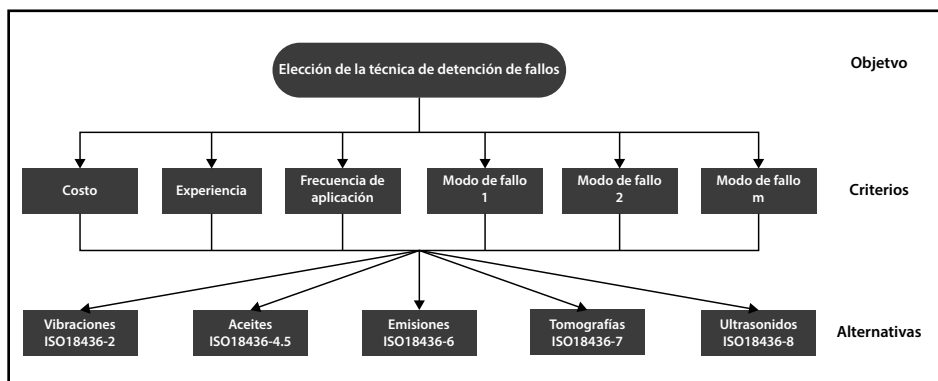 Elección de la técnica de detención de fallos
Objetvo
Costo
Experiencia
Frecuencia de
aplicación
Modo de fallo
1
Modo de fallo
2
Modo de fallo
m
Criterios
Vibraciones
ISO18436-2
Aceites
ISO18436-4.5
Emisiones
ISO18436-6
Tomografías
ISO18436-7
Ultrasonidos
ISO18436-8
Alternativas